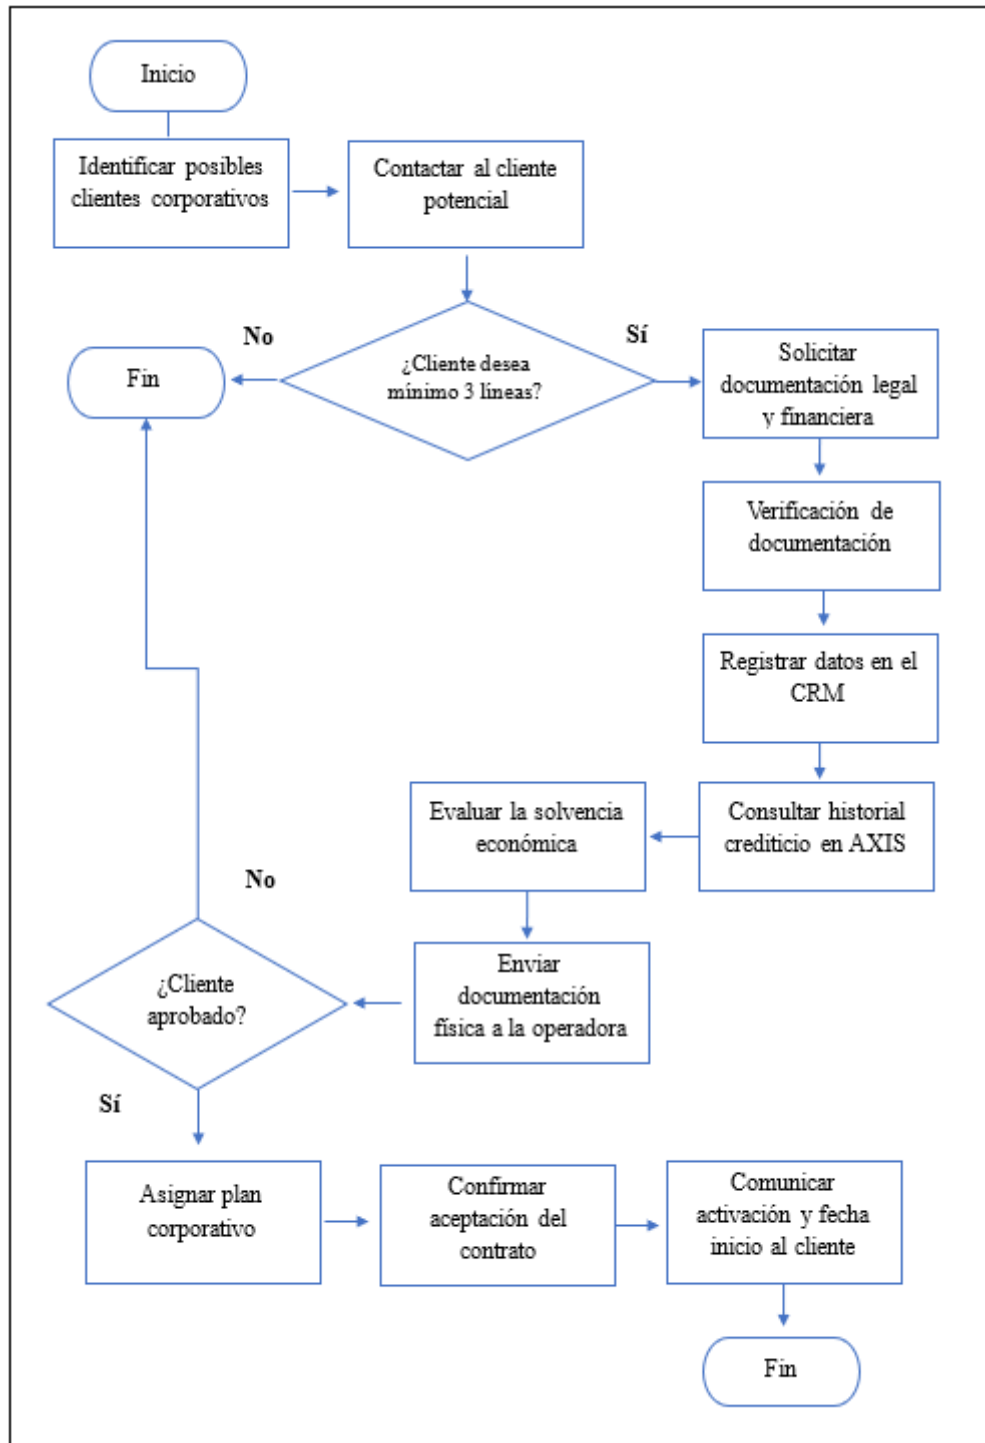 Inicio
Identificar posibles
clientes corporativos
Contactar al cliente
potencial
No
Sí
Fin
¿Cliente desea
mínimo 3 lineas?
Solicitar
documentación legal
y financiera
Verificación de
documentación
Registrar datos en el
CRM
Consultar historial
crediticio en AXIS
Evaluar la solvencia
económica
Enviar
documentación
física a la operadora
No
¿Cliente
aprobado?
Sí
Asignar plan
corporativo
Confirmar
aceptación del
contrato
Comunicar
activación y fecha
inicio al cliente
Fin